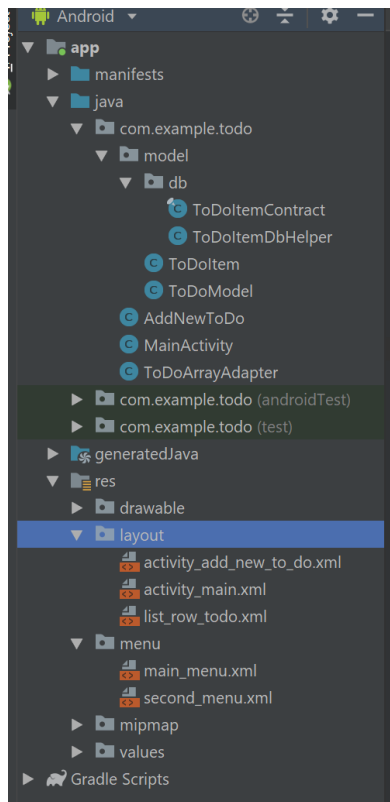 Android
app
manifests
java
com.example.todo
model
db
ToDoItemContract
ToDoItemDbHelper
ToDoItem
ToDoModel
AddNewToDo
MainActivity
ToDoArrayAdapter
com.example.todo (androidTest)
com.example.todo (test)
generatedJava
res
drawable
layout
activity_add_new_to_do.xml
activity_main.xml
list_row_todo.xml
menu
main_menu.xml
second_menu.xml
mipmap
values
Gradle Scripts